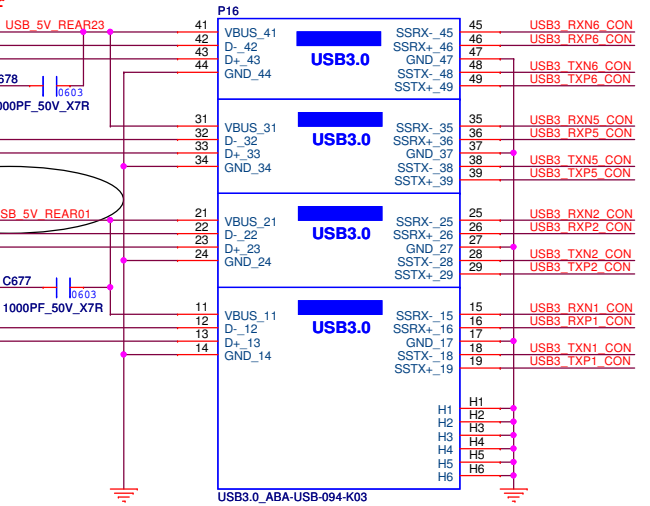 P16
USB_5V_REAR23
41 VBUS_41 SSRX-_45 45 USB3_RXN6_CON
42 D-_42 SSRX+_46 46 USB3_RXP6_CON
43 D+_43 GND_47 47
44 GND_44 SSTX-_48 48 USB3_TXN6_CON
SSTX+_49 49 USB3_TXP6_CON
USB3.0
678
0603
000PF_50V_X7R
31 VBUS_31 SSRX-_35 35 USB3_RXN5_CON
32 D-_32 SSRX+_36 36 USB3_RXP5_CON
33 D+_33 GND_37 37
34 GND_34 SSTX-_38 38 USB3_TXN5_CON
SSTX+_39 39 USB3_TXP5_CON
USB3.0
SB_5V_REAR01
21 VBUS_21 SSRX-_25 25 USB3_RXN2_CON
22 D-_22 SSRX+_26 26 USB3_RXP2_CON
23 D+_23 GND_27 27
24 GND_24 SSTX-_28 28 USB3_TXN2_CON
SSTX+_29 29 USB3_TXP2_CON
USB3.0
C677
0603
1000PF_50V_X7R
11 VBUS_11 SSRX-_15 15 USB3_RXN1_CON
12 D-_12 SSRX+_16 16 USB3_RXP1_CON
13 D+_13 GND_17 17
14 GND_14 SSTX-_18 18 USB3_TXN1_CON
SSTX+_19 19 USB3_TXP1_CON
USB3.0
H1 H1
H2 H2
H3 H3
H4 H4
H5 H5
H6 H6
USB3.0_ABA-USB-094-K03